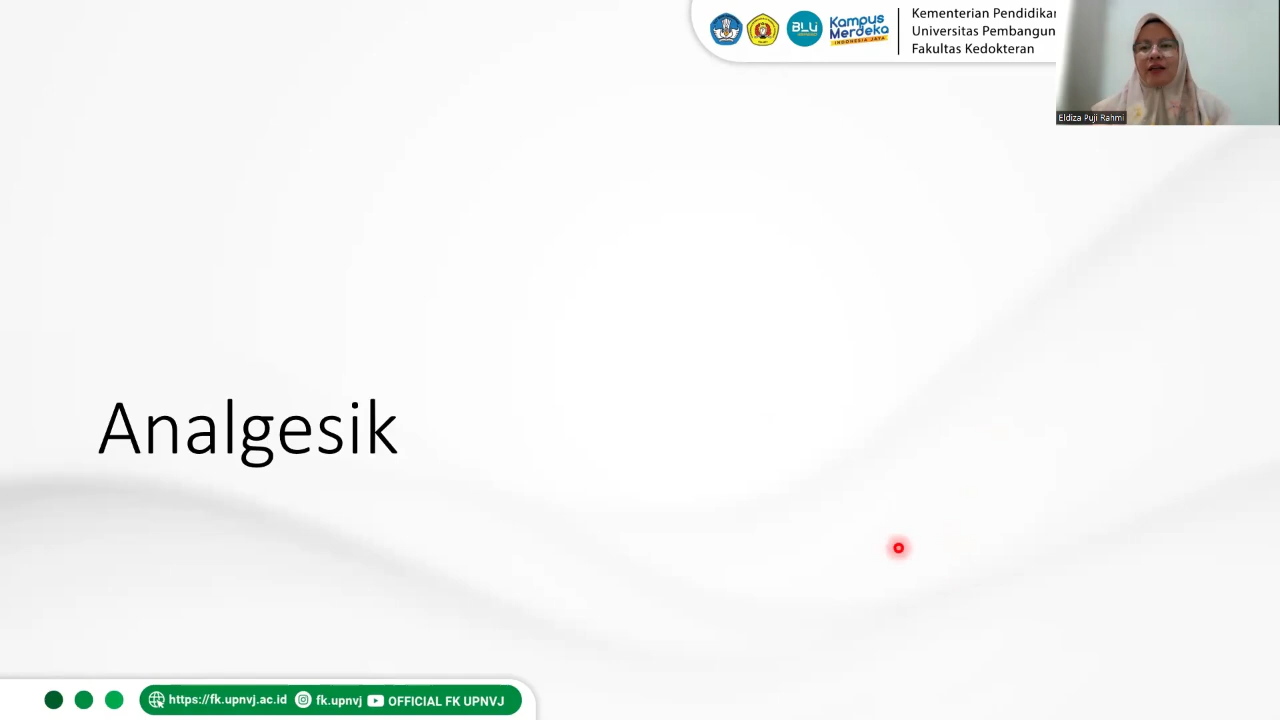 BLU
Kampus
Merdeka
INDONESIA JAYA
Kementerian Pendidikan
Universitas Pembangun
Fakultas Kedokteran
Eldiza Puji Rahmi
Analgesik
https://fk.upnvj.ac.id fk.upnvj OFFICIAL FK UPNVJ